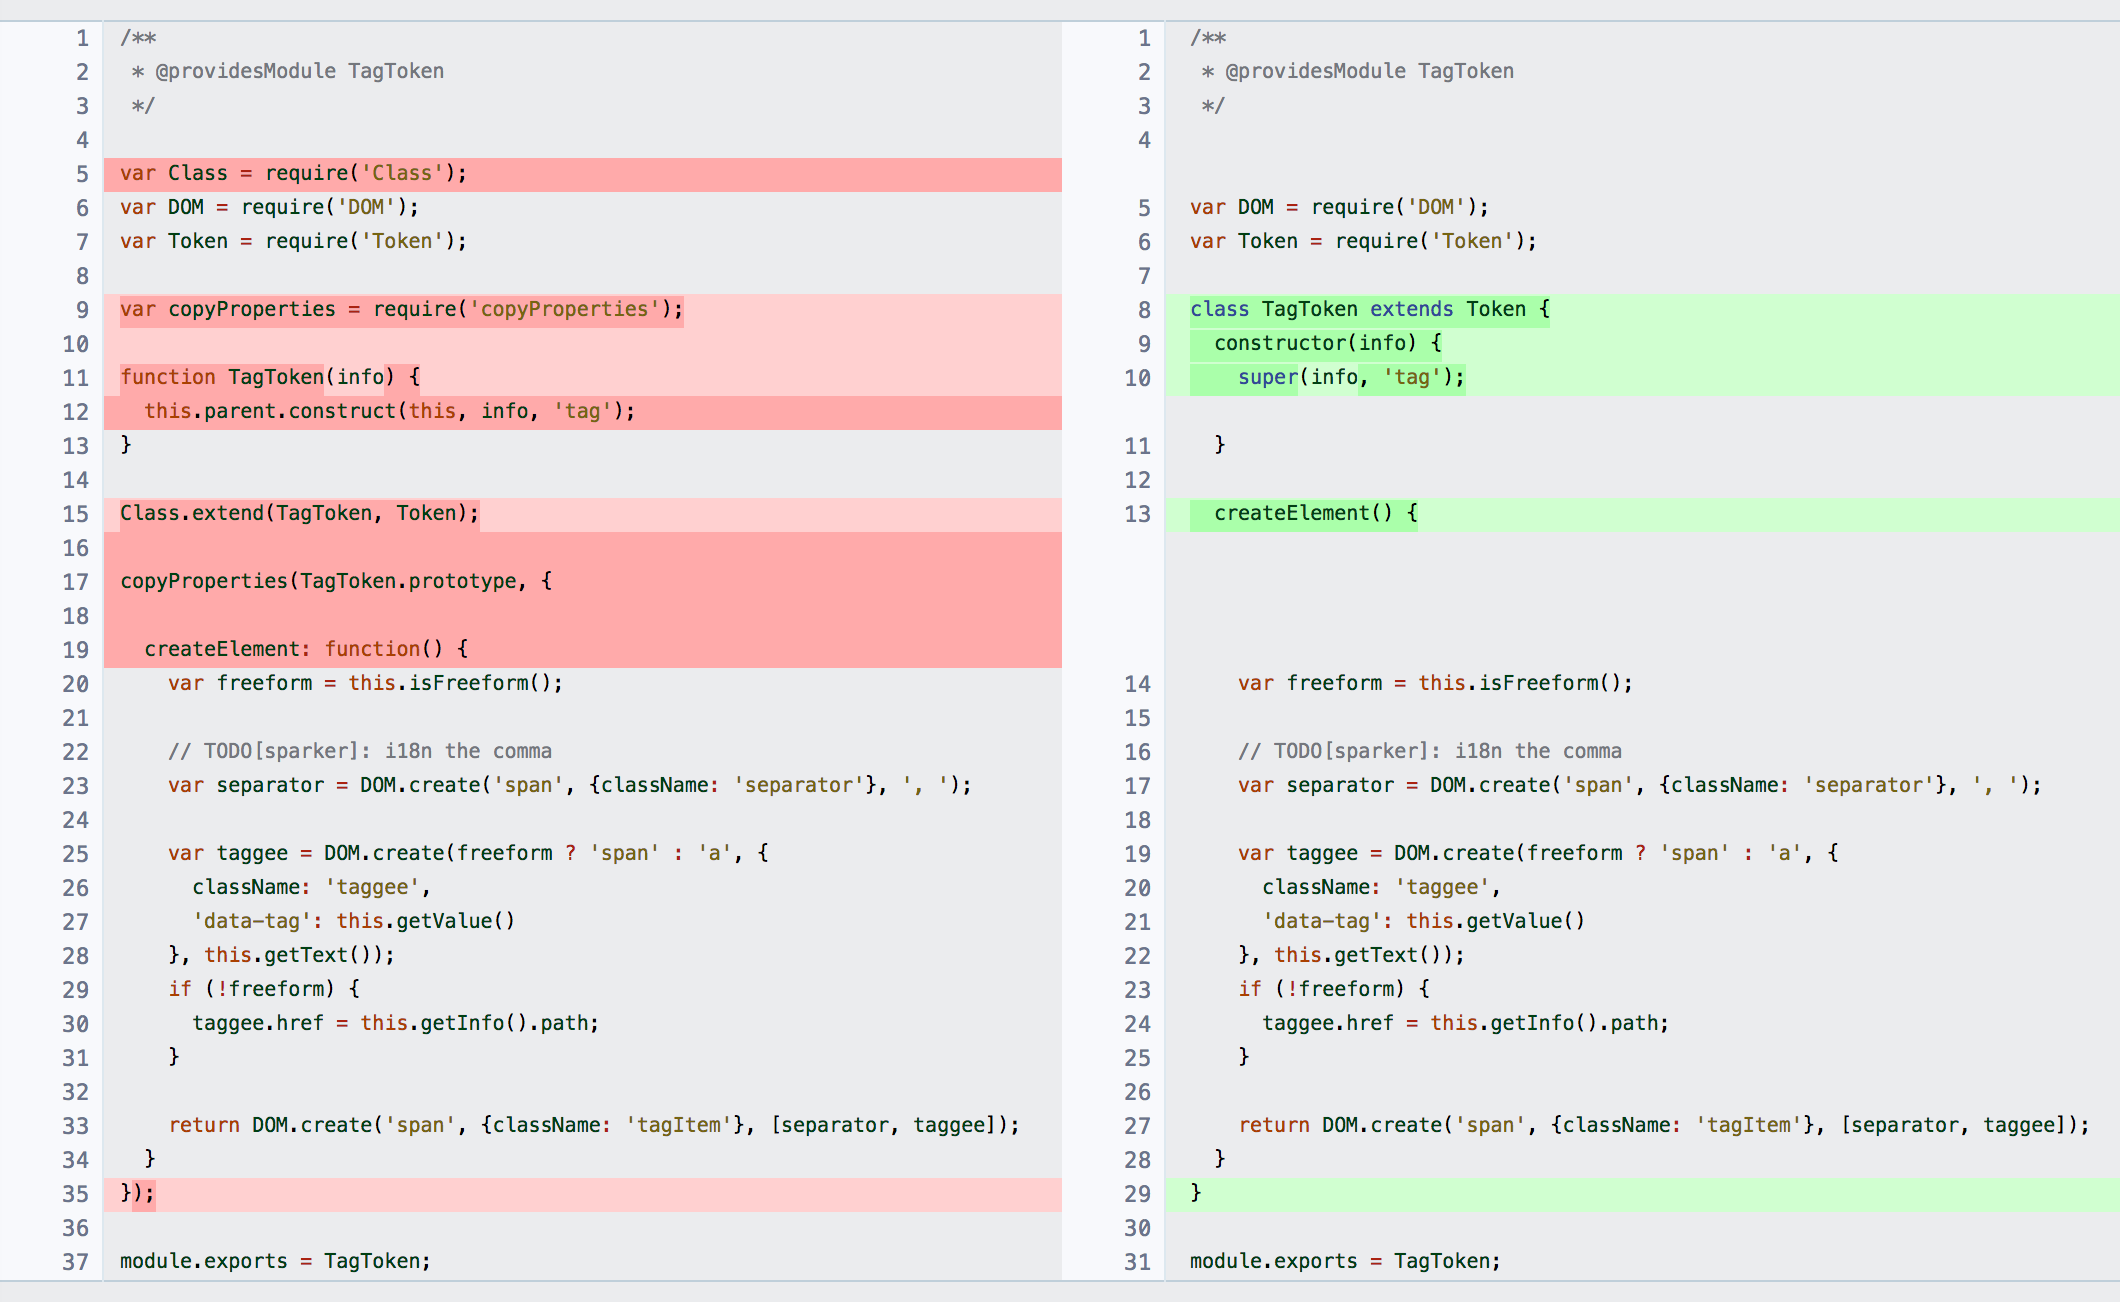 1 /**
2  * @providesModule TagToken
3  */
4
5 var Class = require('Class');
6 var DOM = require('DOM');
7 var Token = require('Token');
8
9 var copyProperties = require('copyProperties');
10
11 function TagToken(info) {
12   this.parent.construct(this, info, 'tag');
13 }
14
15 Class.extend(TagToken, Token);
16
17 copyProperties(TagToken.prototype, {
18
19   createElement: function() {
20     var freeform = this.isFreeform();
21
22     // TODO[sparker]: i18n the comma
23     var separator = DOM.create('span', {className: 'separator'}, ', ');
24
25     var taggee = DOM.create(freeform ? 'span' : 'a', {
26       className: 'taggee',
27       'data-tag': this.getValue()
28     }, this.getText());
29     if (!freeform) {
30       taggee.href = this.getInfo().path;
31     }
32
33     return DOM.create('span', {className: 'tagItem'}, [separator, taggee]);
34   }
35 });
36
37 module.exports = TagToken;
1 /**
2  * @providesModule TagToken
3  */
4
5 var DOM = require('DOM');
6 var Token = require('Token');
7
8 class TagToken extends Token {
9   constructor(info) {
10     super(info, 'tag');
11   }
12
13   createElement() {
14     var freeform = this.isFreeform();
15
16     // TODO[sparker]: i18n the comma
17     var separator = DOM.create('span', {className: 'separator'}, ', ');
18
19     var taggee = DOM.create(freeform ? 'span' : 'a', {
20       className: 'taggee',
21       'data-tag': this.getValue()
22     }, this.getText());
23     if (!freeform) {
24       taggee.href = this.getInfo().path;
25     }
26
27     return DOM.create('span', {className: 'tagItem'}, [separator, taggee]);
28   }
29 }
30
31 module.exports = TagToken;